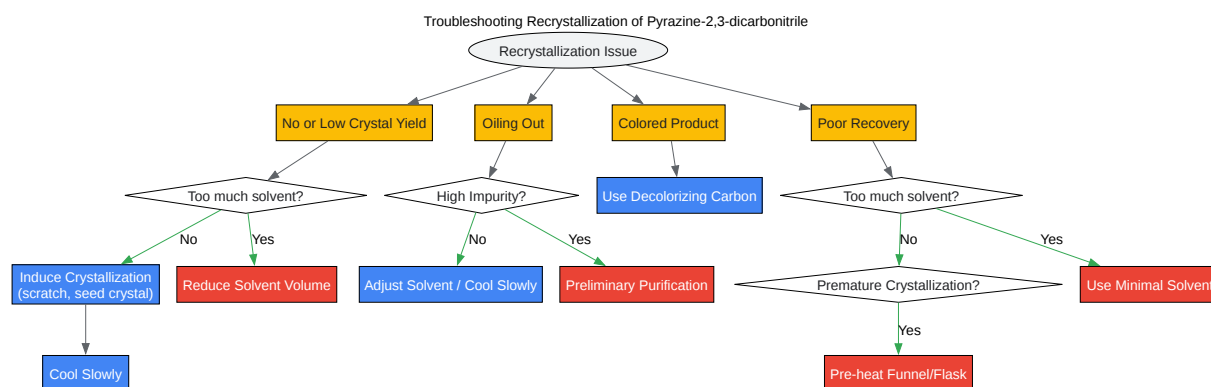 Troubleshooting Recrystallization of Pyrazine-2,3-dicarbonitrile
Recrystallization Issue
No or Low Crystal Yield
Oiling Out
Colored Product
Poor Recovery
Too much solvent?
High Impurity?
Use Decolorizing Carbon
Too much solvent?
No
Yes
No
Yes
No
Yes
Induce Crystallization
(scratch, seed crystal)
Reduce Solvent Volume
Adjust Solvent / Cool Slowly
Preliminary Purification
Premature Crystallization?
Use Minimal Solvent
Yes
Cool Slowly
Pre-heat Funnel/Flask